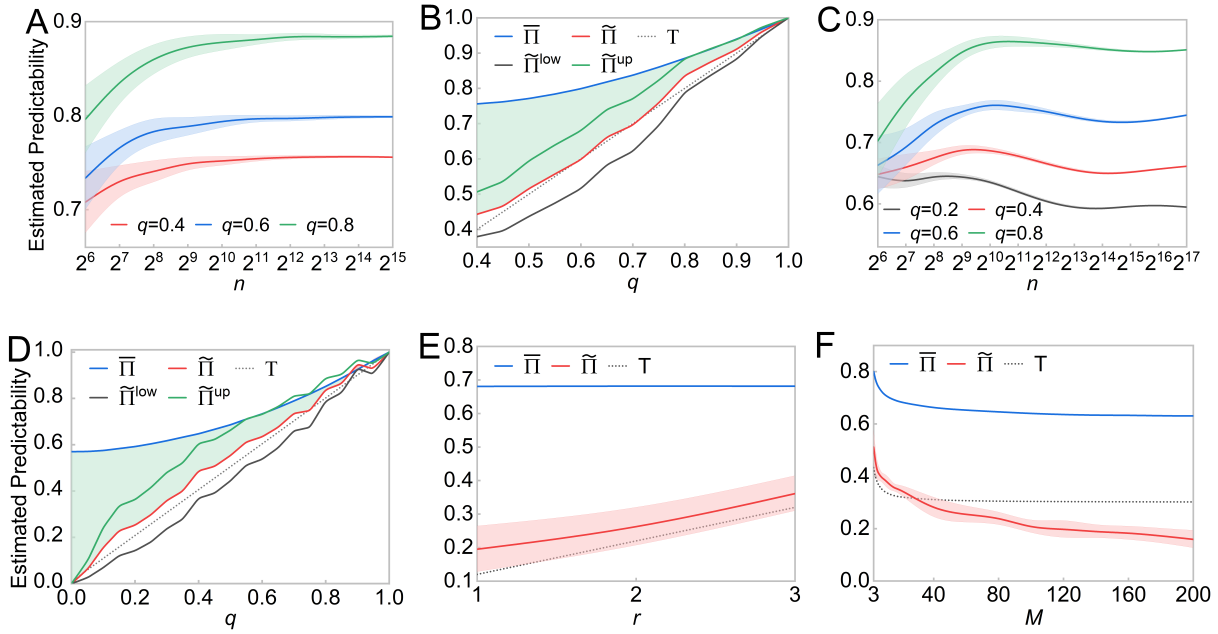 A
Estimated Predictability
0.9
0.8
0.7
q=0.4 q=0.6 q=0.8
2^6 2^7 2^8 2^9 2^10 2^11 2^12 2^13 2^14 2^15
n
B
1.0
0.9
0.8
0.7
0.6
0.5
0.4
Π̅ Π̃ T
Π̃^low Π̃^up
0.4 0.5 0.6 0.7 0.8 0.9 1.0
q
C
0.9
0.8
0.7
0.6
q=0.2 q=0.4
q=0.6 q=0.8
2^6 2^7 2^8 2^9 2^10 2^11 2^12 2^13 2^14 2^15 2^16 2^17
n
D
Estimated Predictability
1.0
0.8
0.6
0.4
0.2
0.0
Π̅ Π̃ T
Π̃^low Π̃^up
0.0 0.2 0.4 0.6 0.8 1.0
q
E
0.8
0.7
0.6
0.5
0.4
0.3
0.2
0.1
Π̅ Π̃ T
1 2 3
r
F
0.8
0.6
0.4
0.2
0.0
Π̅ Π̃ T
3 40 80 120 160 200
M